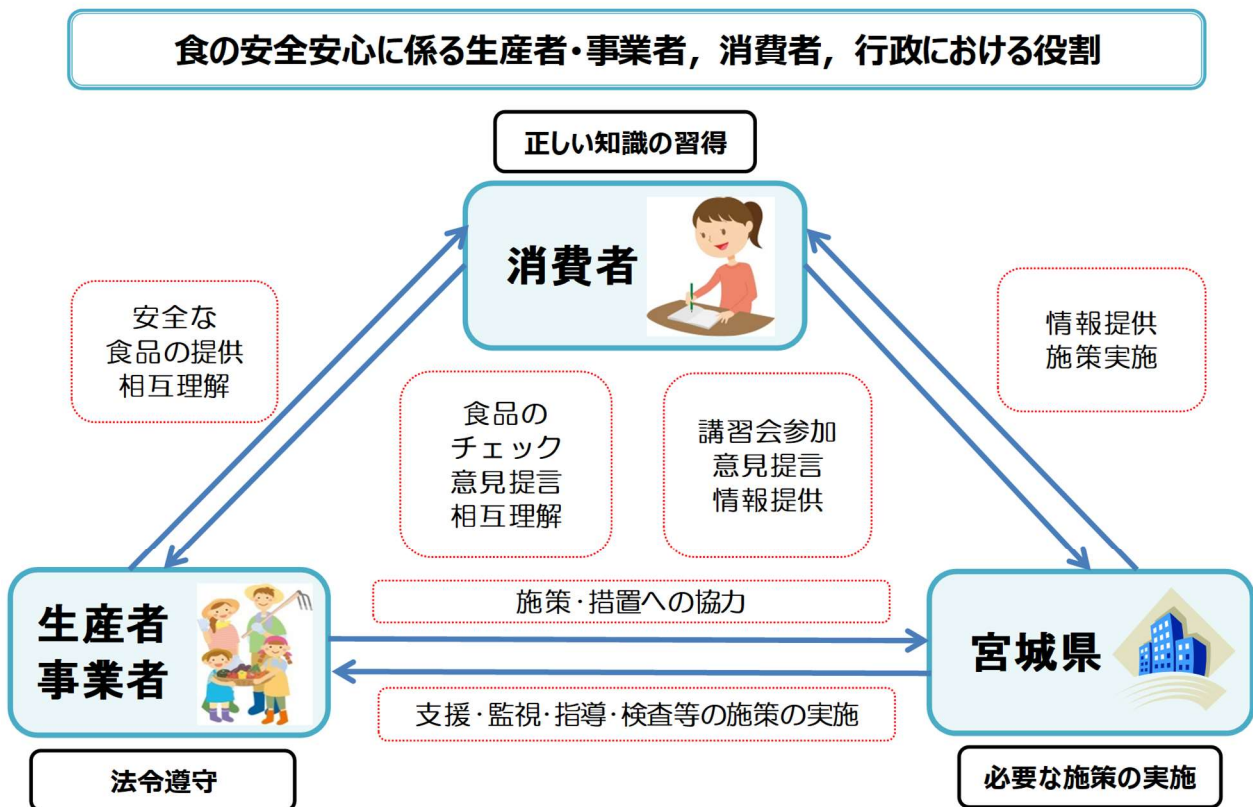 食の安全安心に係る生産者・事業者，消費者，行政における役割
正しい知識の習得
消費者
安全な
食品の提供
相互理解
食品の
チェック
意見提言
相互理解
講習会参加
意見提言
情報提供
情報提供
施策実施
生産者
事業者
施策・措置への協力
支援・監視・指導・検査等の施策の実施
宮城県
法令遵守
必要な施策の実施